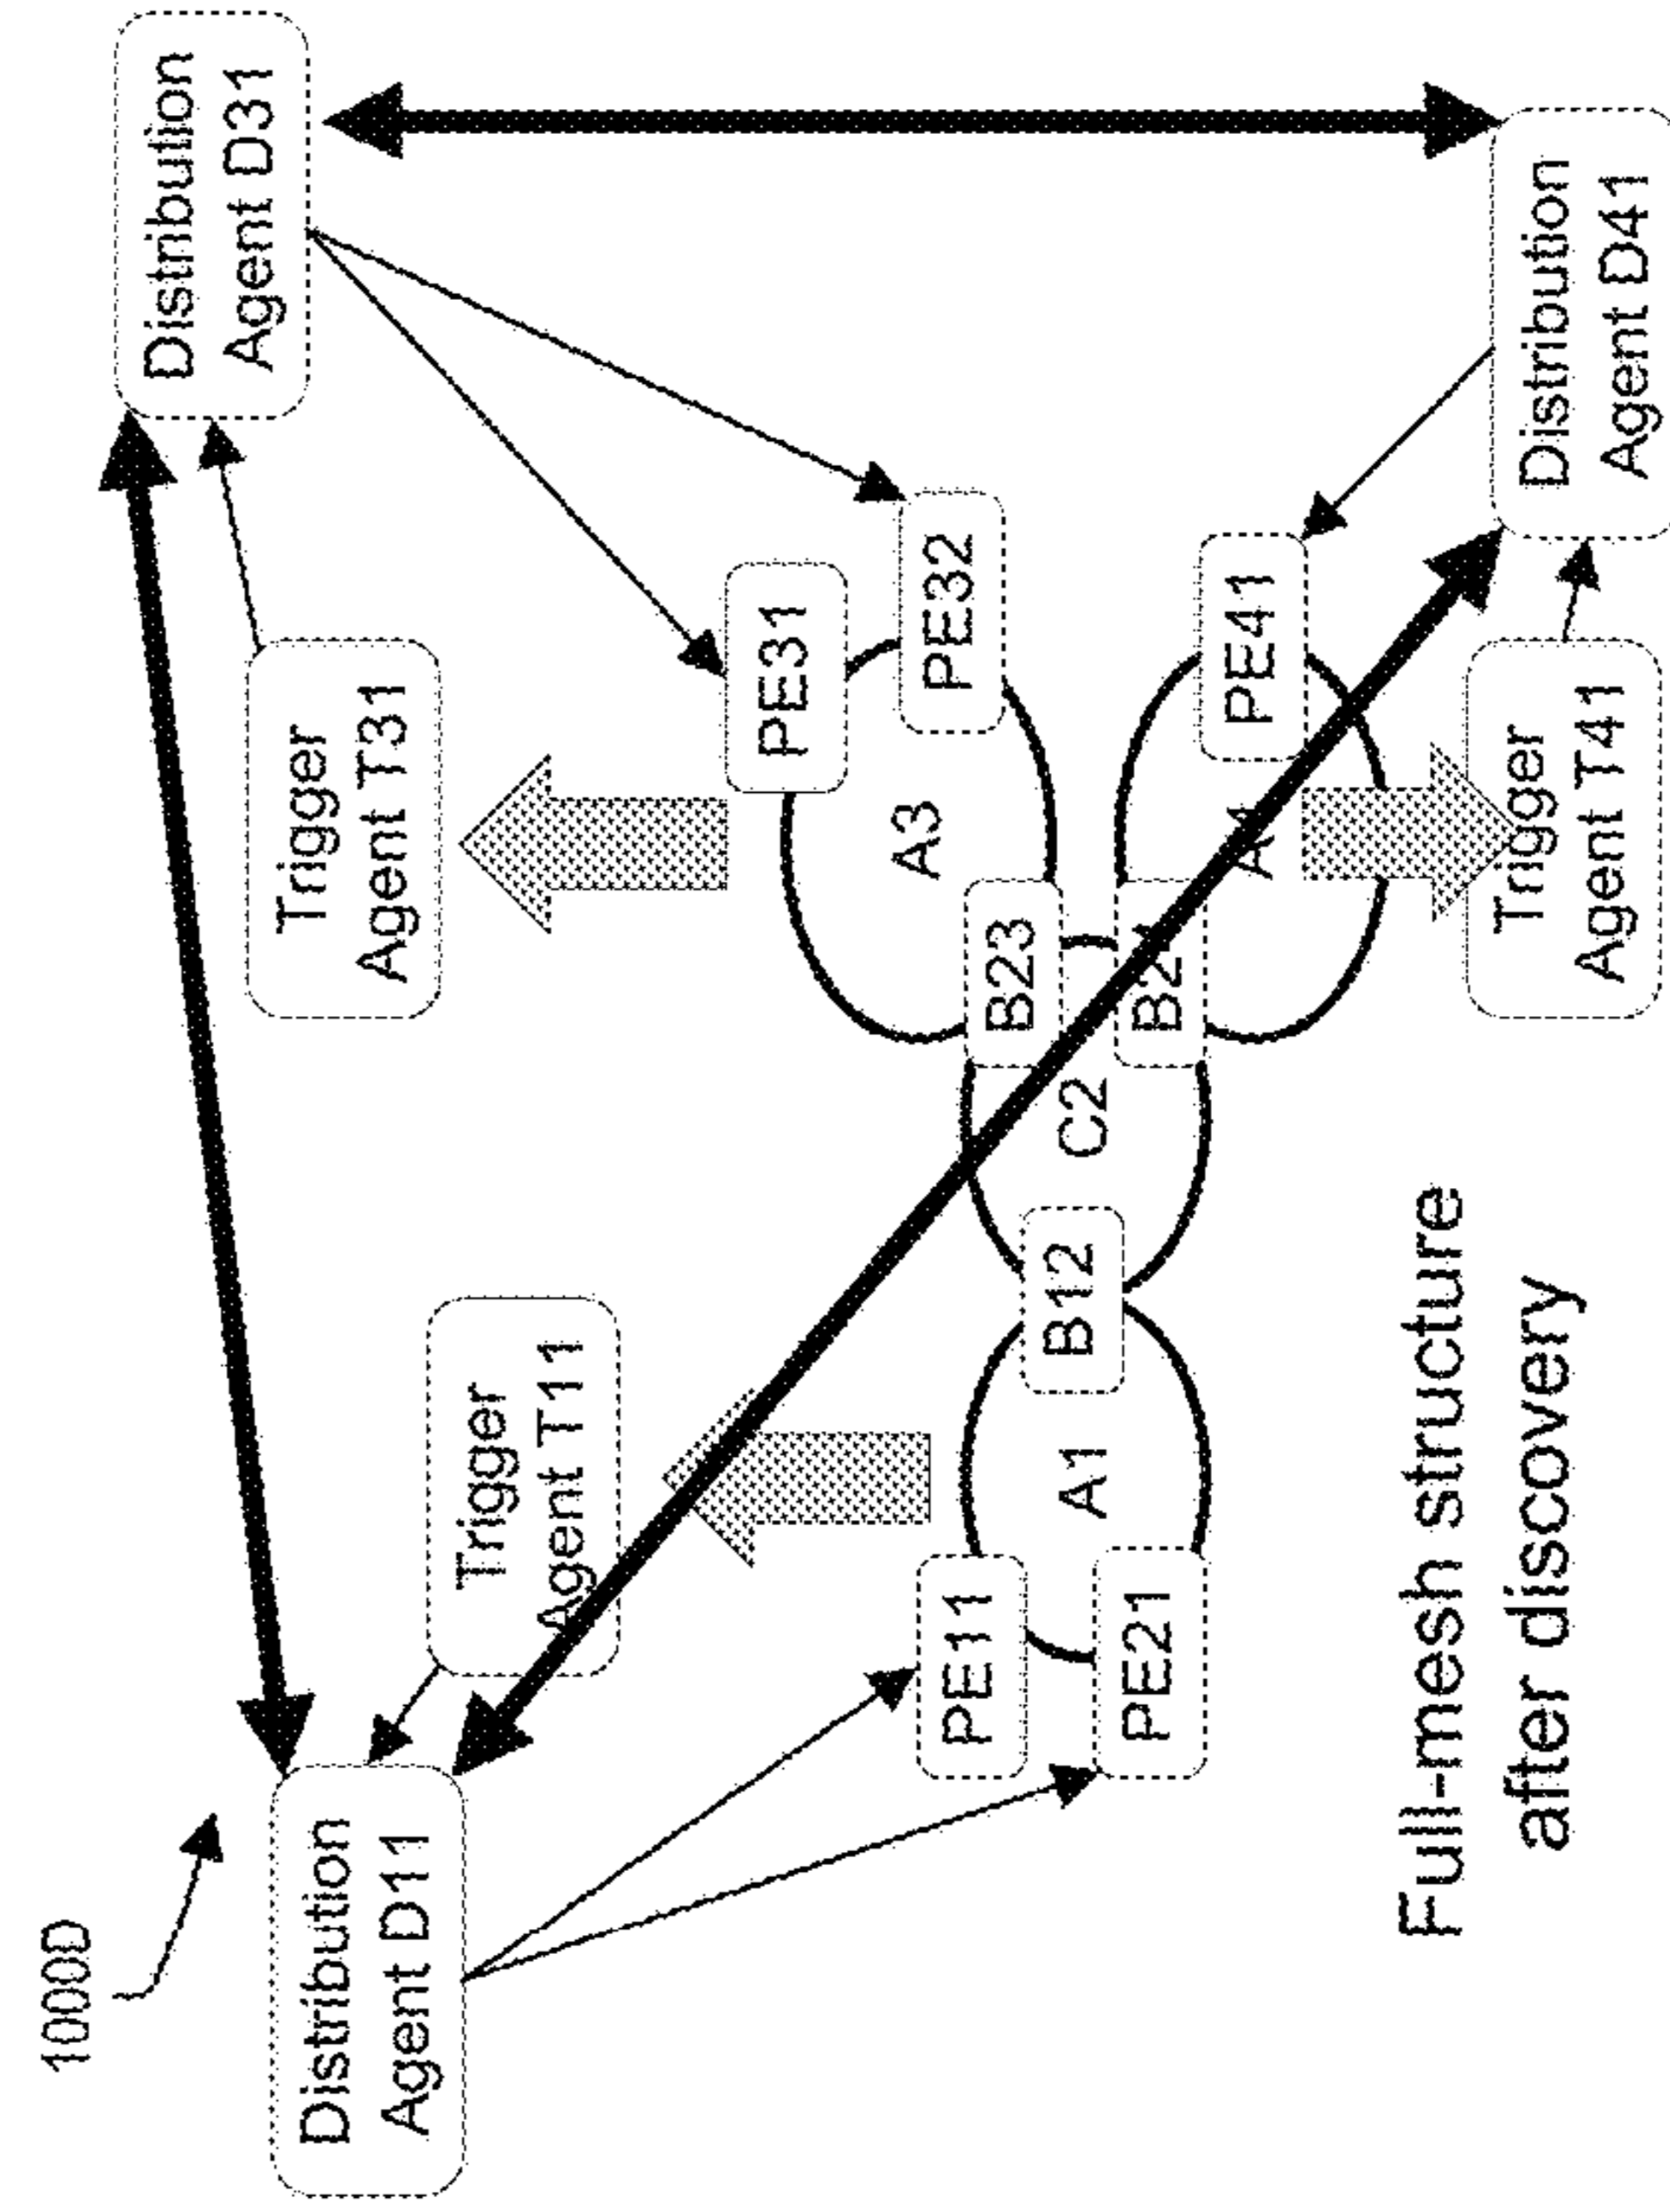 1000D
Distribution
Agent D11
Distribution
Agent D31
Trigger
Agent T11
Trigger
Agent T31
PE31
PE32
A3
PE11
PE21
A1
B12
C2
B23
PE41
Trigger
Agent T41
Distribution
Agent D41
Full-mesh structure
after discovery